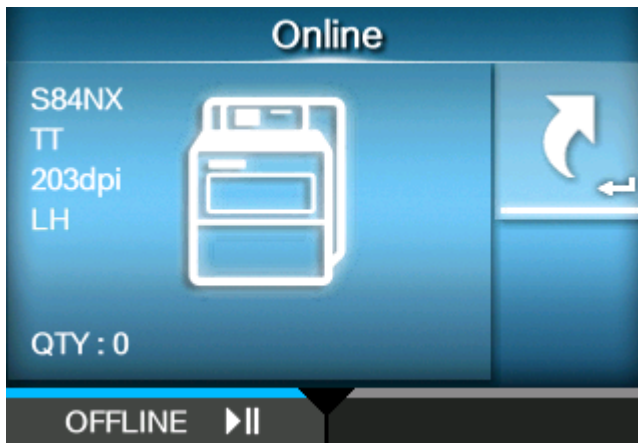 Online
S84NX
TT
203dpi
LH
QTY : 0
OFFLINE